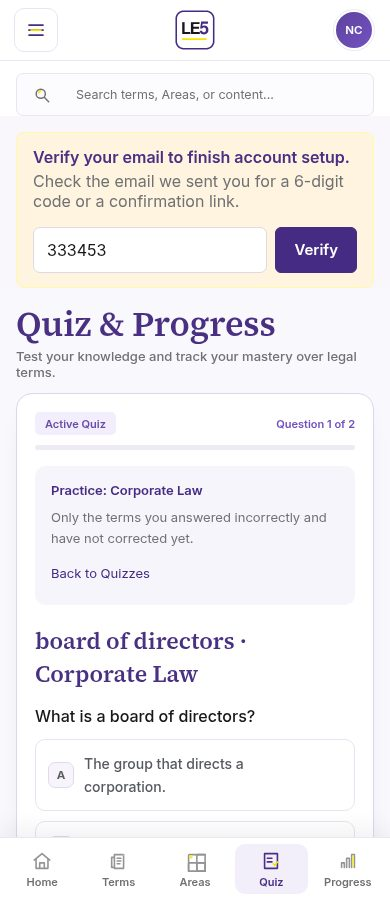 LE5
NC
Search terms, Areas, or content...
Verify your email to finish account setup.
Check the email we sent you for a 6-digit
code or a confirmation link.
333453
Verify
Quiz & Progress
Test your knowledge and track your mastery over legal
terms.
Active Quiz
Question 1 of 2
Practice: Corporate Law
Only the terms you answered incorrectly and
have not corrected yet.
Back to Quizzes
board of directors ·
Corporate Law
What is a board of directors?
A
The group that directs a
corporation.
Home
Terms
Areas
Quiz
Progress